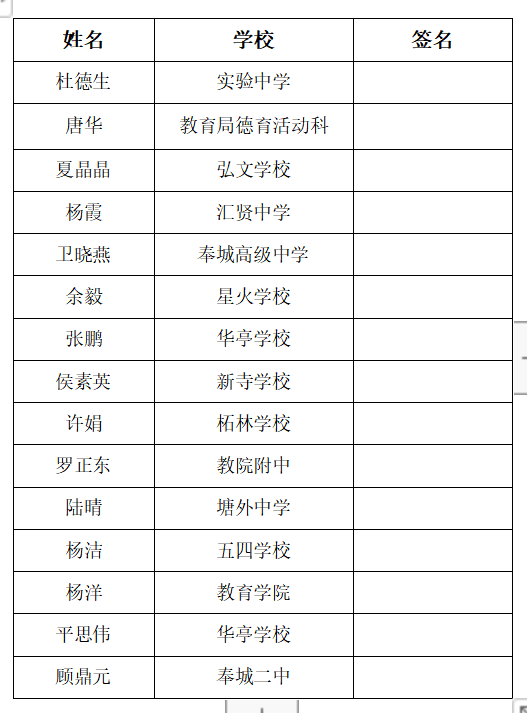 姓名 学校 签名
杜德生 实验中学
唐华 教育局德育活动科
夏晶晶 弘文学校
杨霞 汇贤中学
卫晓燕 奉城高级中学
余毅 星火学校
张鹏 华亭学校
侯素英 新寺学校
许娟 柘林学校
罗正东 教院附中
陆晴 塘外中学
杨洁 五四学校
杨洋 教育学院
平思伟 华亭学校
顾鼎元 奉城二中